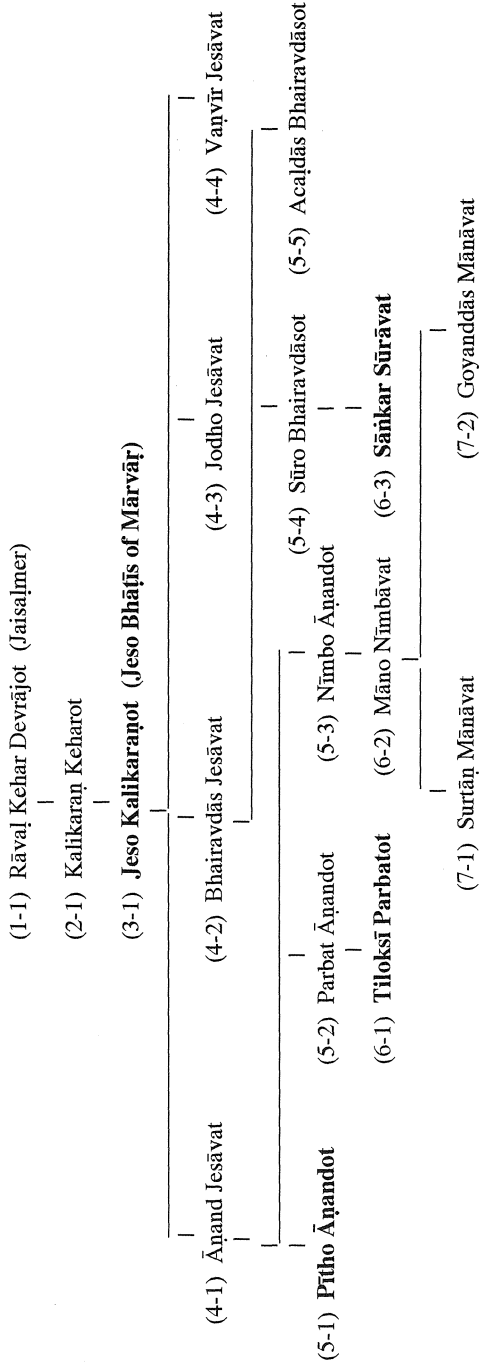 (1-1) Rāvaḷ Kehar Devrājot (Jaisaḷmer)
(2-1) Kalikaraṇ Keharot
(3-1) Jeso Kalikaraṇot (Jeso Bhāṭīs of Mārvāṛ)
(4-1) Āṇand Jesāvat (4-2) Bhairavdās Jesāvat (4-3) Jodho Jesāvat (4-4) Vaṇvīr Jesāvat
(5-4) Sūro Bhairavdāsot (5-5) Acaḷdās Bhairavdāsot
(5-1) Pītho Āṇandot (5-2) Parbat Āṇandot (5-3) Nīmbo Āṇandot
(6-1) Tiloksī Parbatot (6-2) Māno Nīmbāvat (6-3) Sāṅkar Sūrāvat
(7-1) Surtāṇ Mānāvat (7-2) Goyanddās Mānāvat